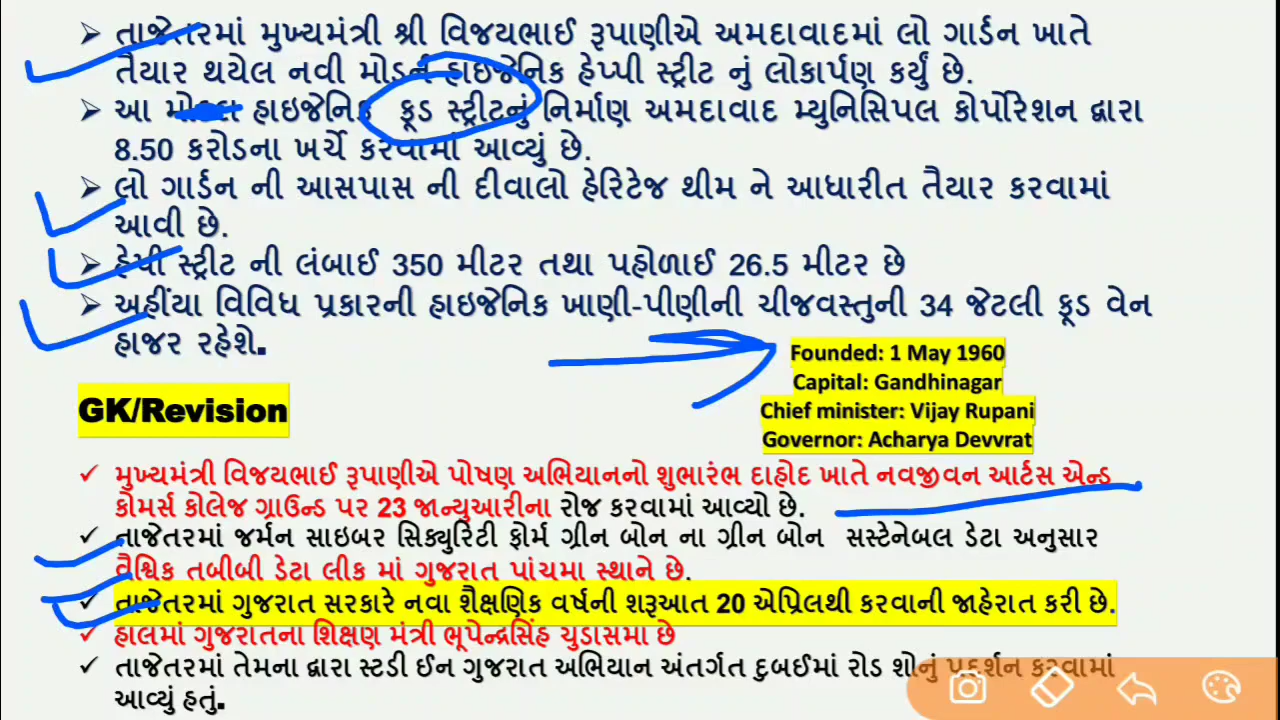 તાજેતરમાં મુખ્યમંત્રી શ્રી વિજયભાઈ રૂપાણીએ અમદાવાદમાં લો ગાર્ડન ખાતે
તૈયાર થયેલ નવી મોડની હાઇજેનિક હેપ્પી સ્ટ્રીટ નું લોકાર્પણ કર્યું છે.
આ હાઇજેનિક ફૂડ સ્ટ્રીટનું નિર્માણ અમદાવાદ મ્યુનિસિપલ કોર્પોરેશન દ્વારા
8.50 કરોડના ખર્ચે કરવામાં આવ્યું છે.
લો ગાર્ડન ની આસપાસ ની દીવાલો હેરિટેજ થીમ ને આધારીત તૈયાર કરવામાં
આવી છે.
હેપી સ્ટ્રીટ ની લંબાઈ 350 મીટર તથા પહોળાઈ 26.5 મીટર છે
અહીંયા વિવિધ પ્રકારની હાઇજેનિક ખાણી-પીણીની ચીજવસ્તુની 34 જેટલી ફૂડ વેન
હાજર રહેશે.
Founded: 1 May 1960
Capital: Gandhinagar
Chief minister: Vijay Rupani
Governor: Acharya Devvrat
GK/Revision
મુખ્યમંત્રી વિજયભાઈ રૂપાણીએ પોષણ અભિયાનનો શુભારંભ દાહોદ ખાતે નવજીવન આર્ટસ એન્ડ
કોમર્સ કોલેજ ગ્રાઉન્ડ પર 23 જાન્યુઆરીના રોજ કરવામાં આવ્યો છે.
તાજેતરમાં જર્મન સાઇબર સિક્યુરિટી ફોર્મ ગ્રીન બોન ના ગ્રીન બોન સસ્ટેનેબલ ડેટા અનુસાર
વૈશ્વિક તબીબી ડેટા લીક માં ગુજરાત પાંચમા સ્થાને છે.
તાજેતરમાં ગુજરાત સરકારે નવા શૈક્ષણિક વર્ષની શરૂઆત 20 એપ્રિલથી કરવાની જાહેરાત કરી છે.
હાલમાં ગુજરાતના શિક્ષણ મંત્રી ભૂપેન્દ્રસિંહ ચુડાસમા છે
તાજેતરમાં તેમના દ્વારા સ્ટડી ઈન ગુજરાત અભિયાન અંતર્ગત દુબઈમાં રોડ શોનું પ્રદર્શન કરવામાં
આવ્યું હતું.